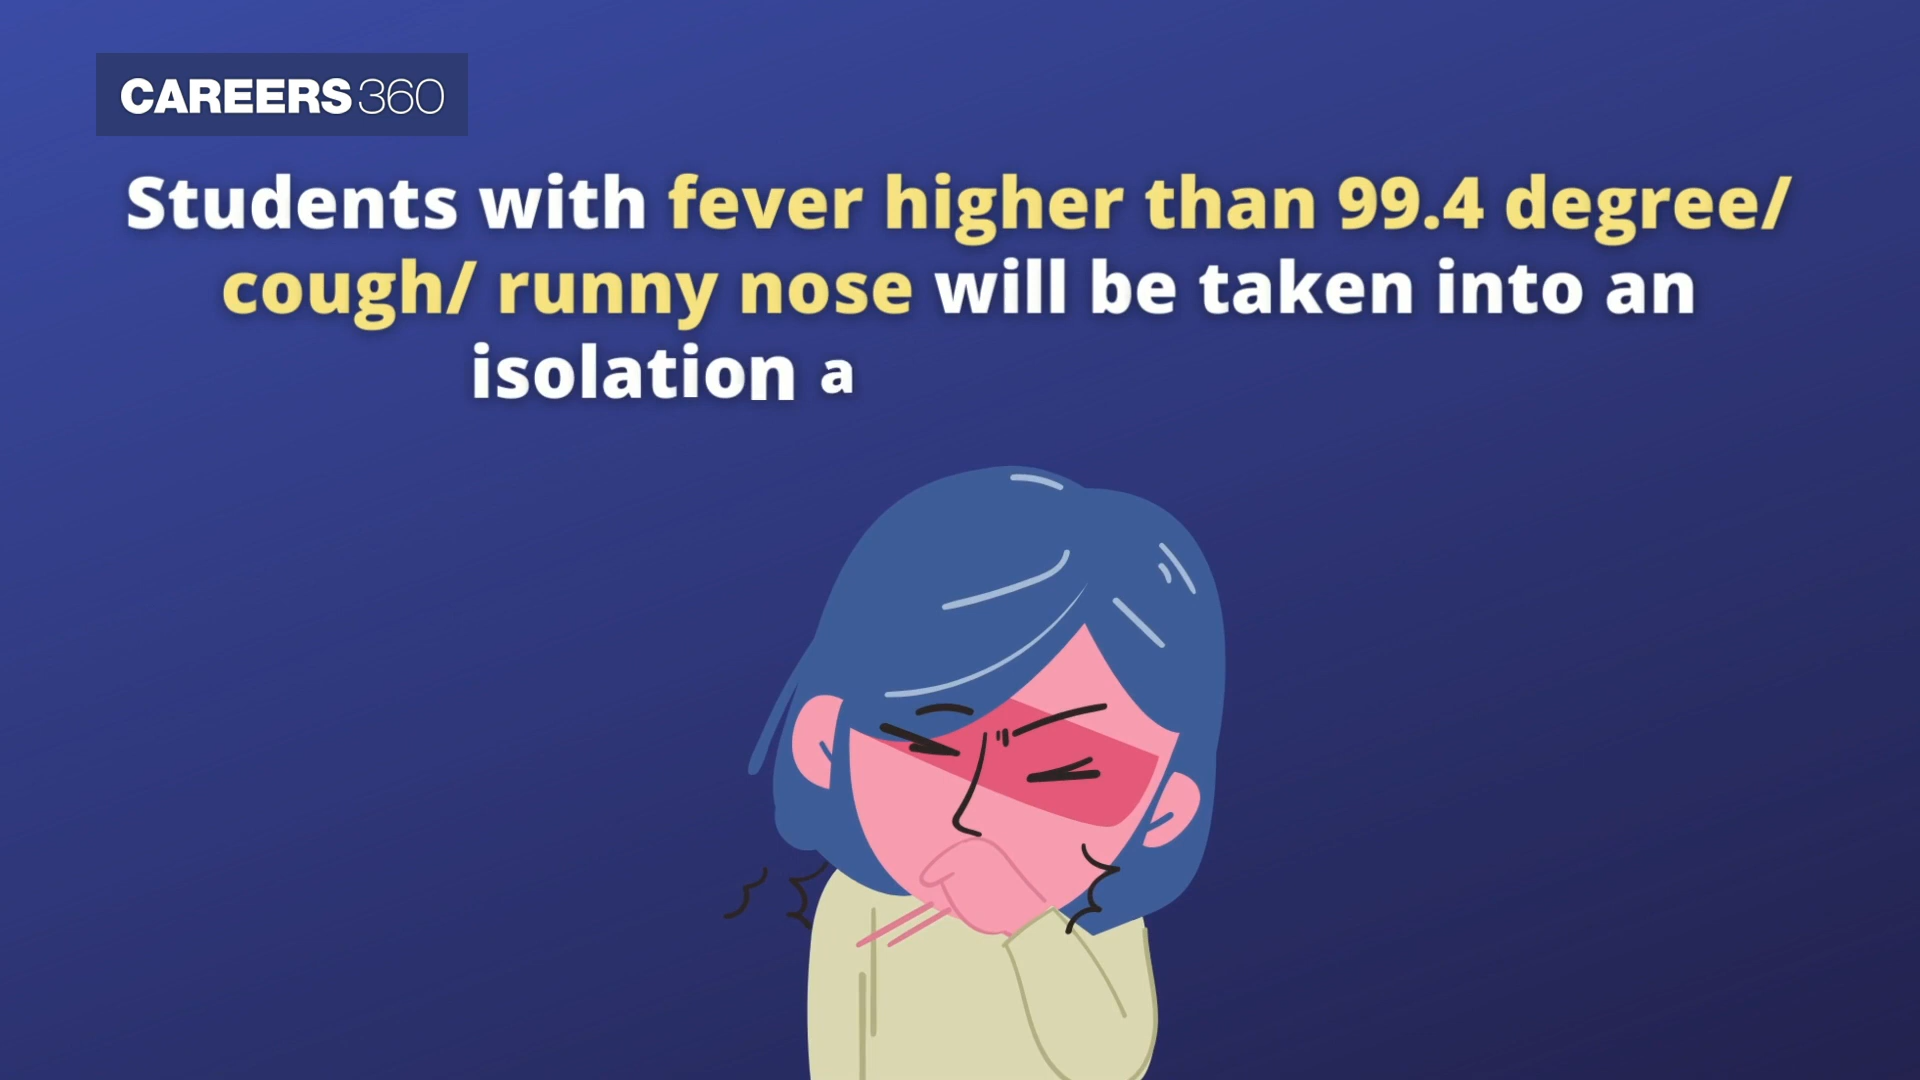 CAREERS360
Students with fever higher than 99.4 degree/
cough/ runny nose will be taken into an
isolation a